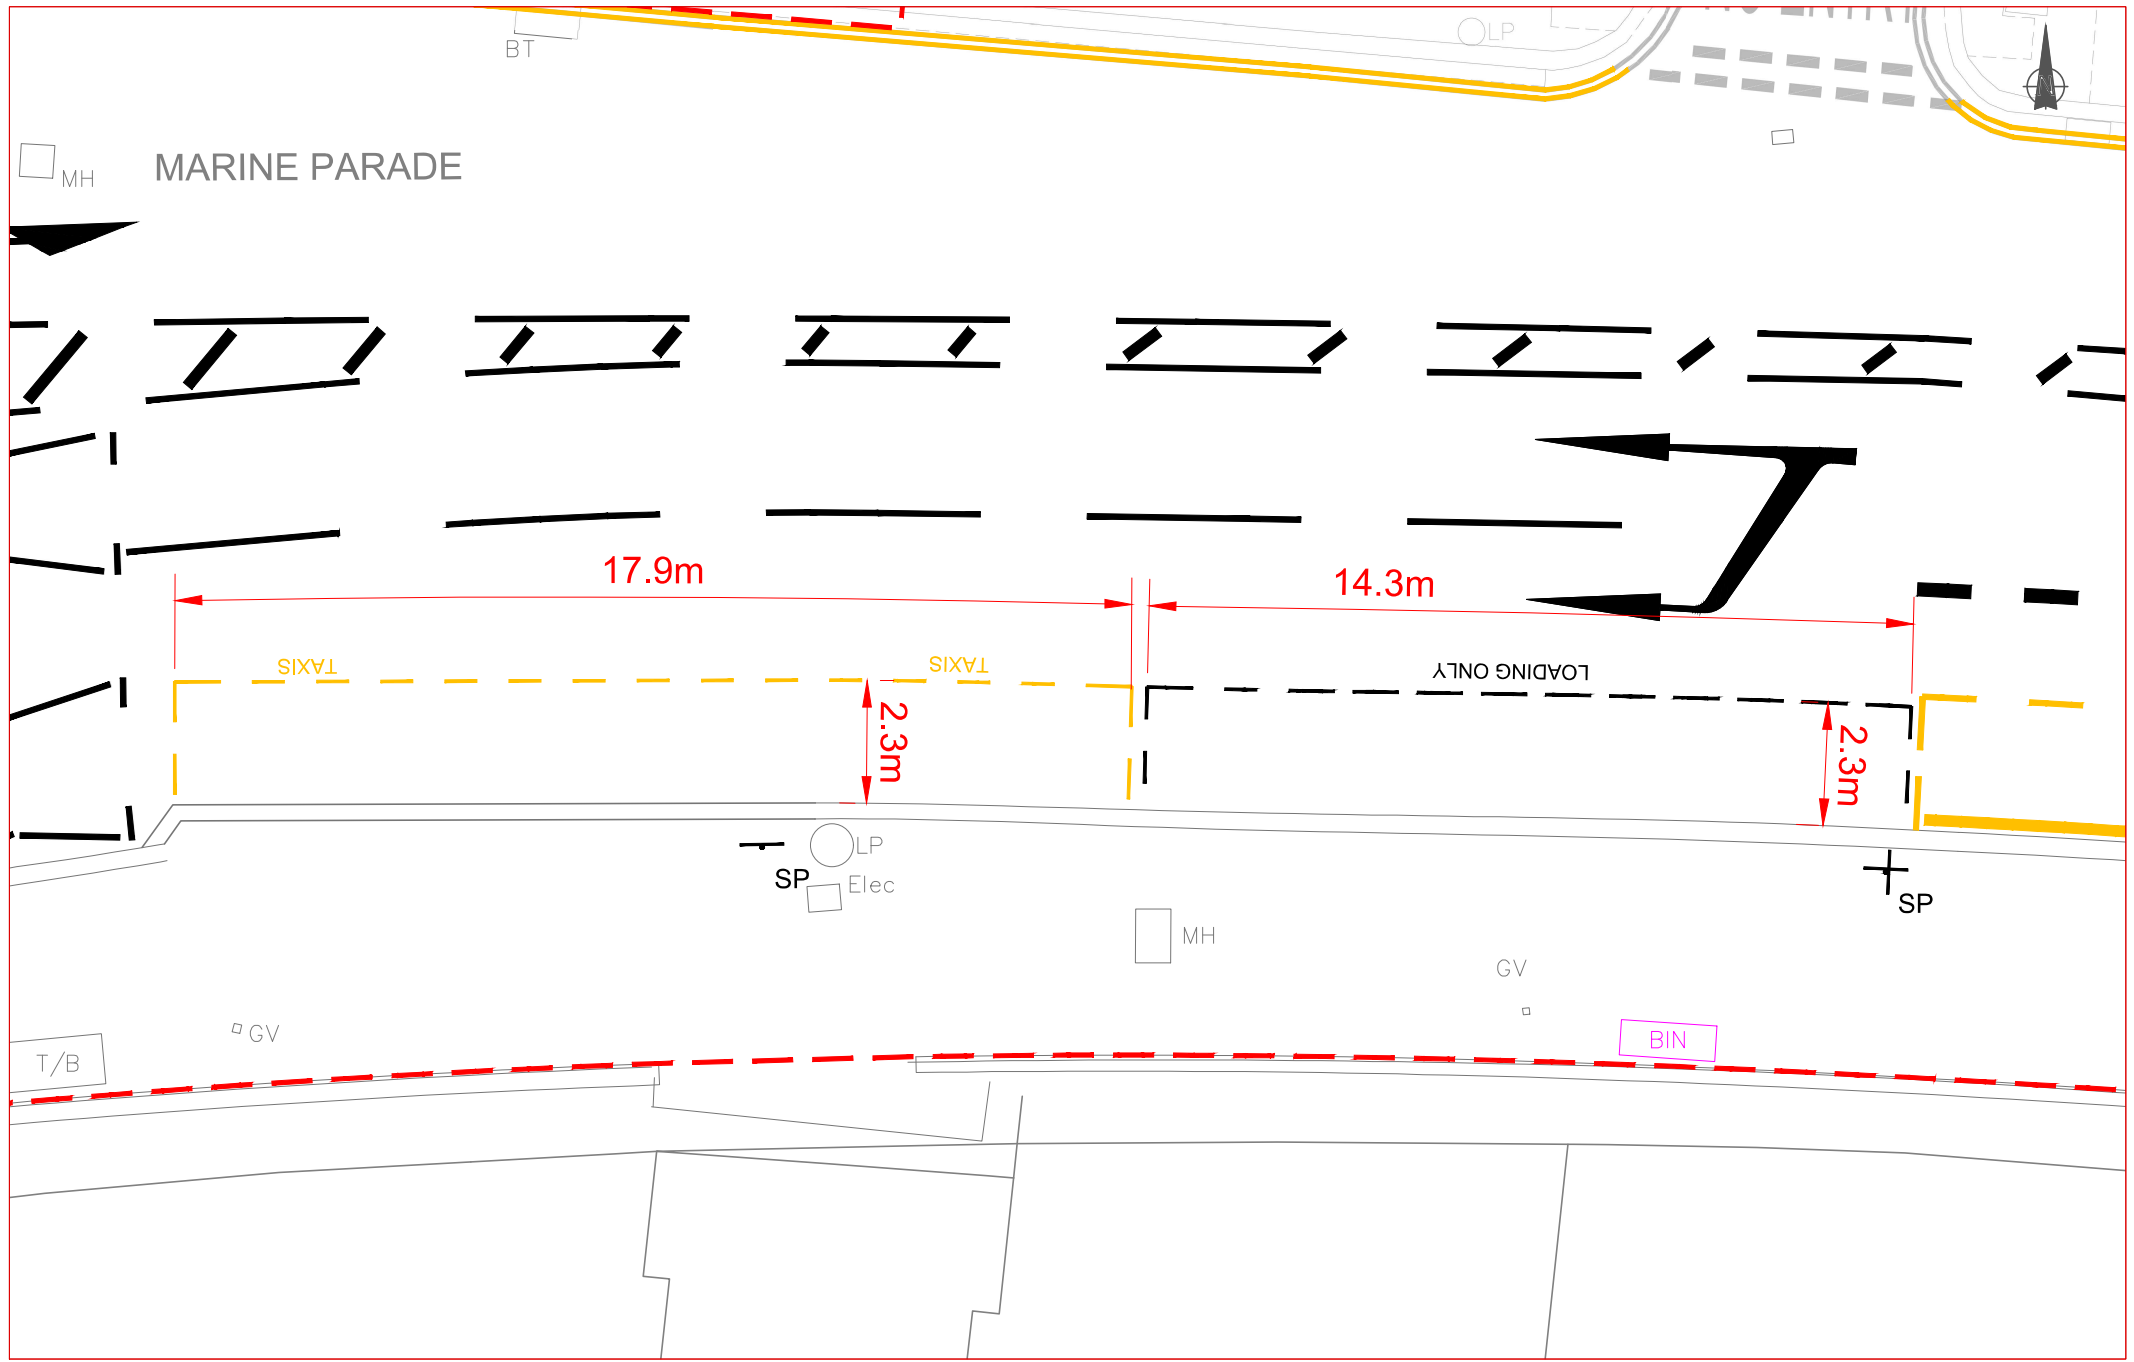 LP
BT
N
MH
MARINE PARADE
17.9m
14.3m
TAXIS
TAXIS
LOADING ONLY
2.3m
2.3m
LP
SP
Elec
SP
MH
GV
GV
BIN
T/B